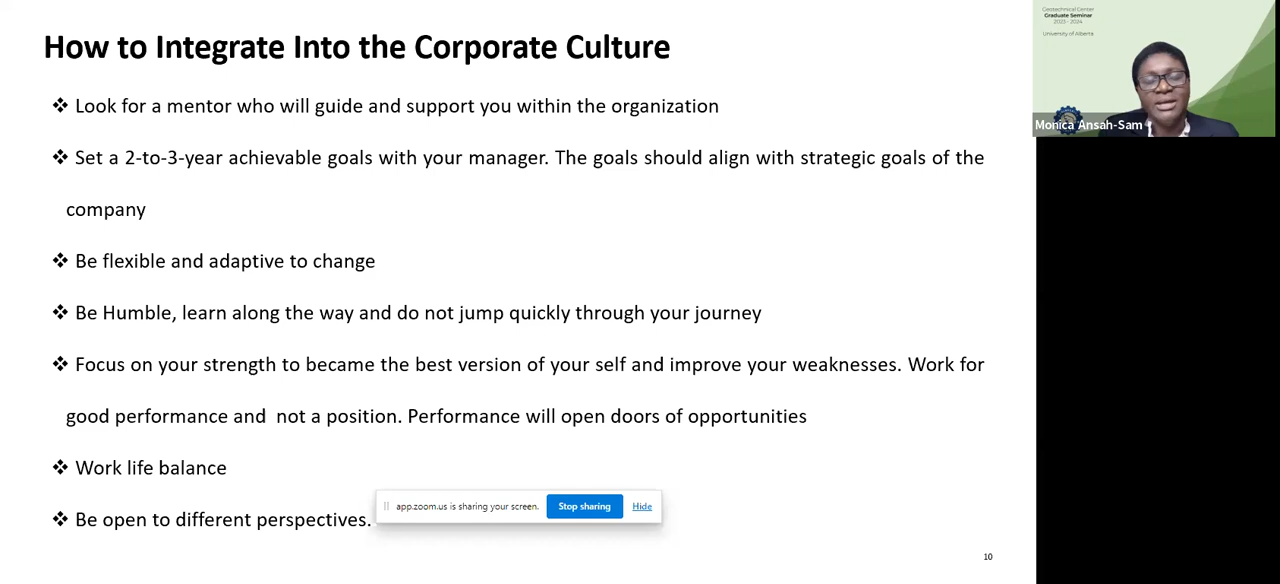 How to Integrate Into the Corporate Culture
❖ Look for a mentor who will guide and support you within the organization
❖ Set a 2-to-3-year achievable goals with your manager. The goals should align with strategic goals of the
company
❖ Be flexible and adaptive to change
❖ Be Humble, learn along the way and do not jump quickly through your journey
❖ Focus on your strength to became the best version of your self and improve your weaknesses. Work for
good performance and  not a position. Performance will open doors of opportunities
❖ Work life balance
❖ Be open to different perspectives.
app.zoom.us is sharing your screen. Stop sharing Hide
10
Geotechnical Center
Graduate Seminar
2023 - 2024
University of Alberta
Monica Ansah-Sam